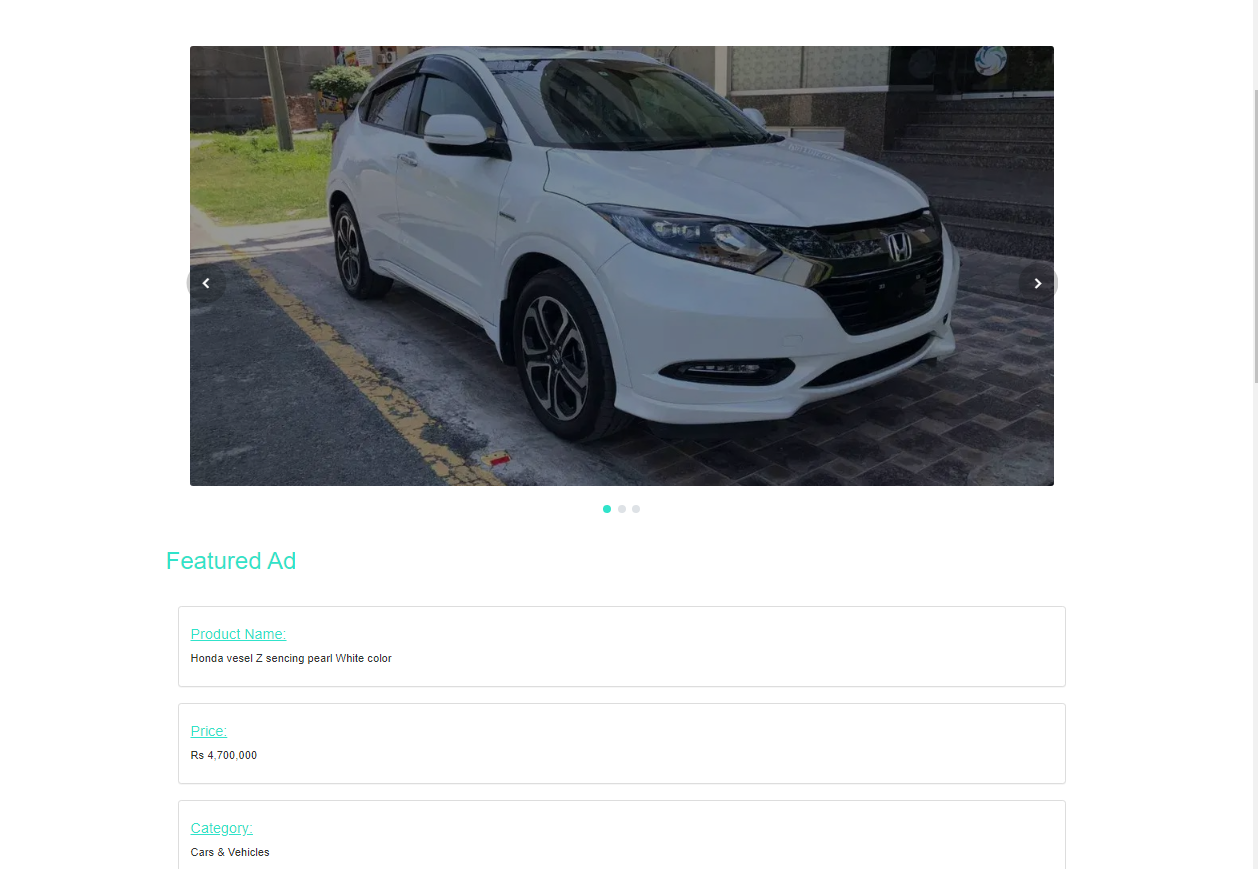 Featured Ad
Product Name:
Honda vesel Z sencing pearl White color
Price:
Rs 4,700,000
Category:
Cars & Vehicles